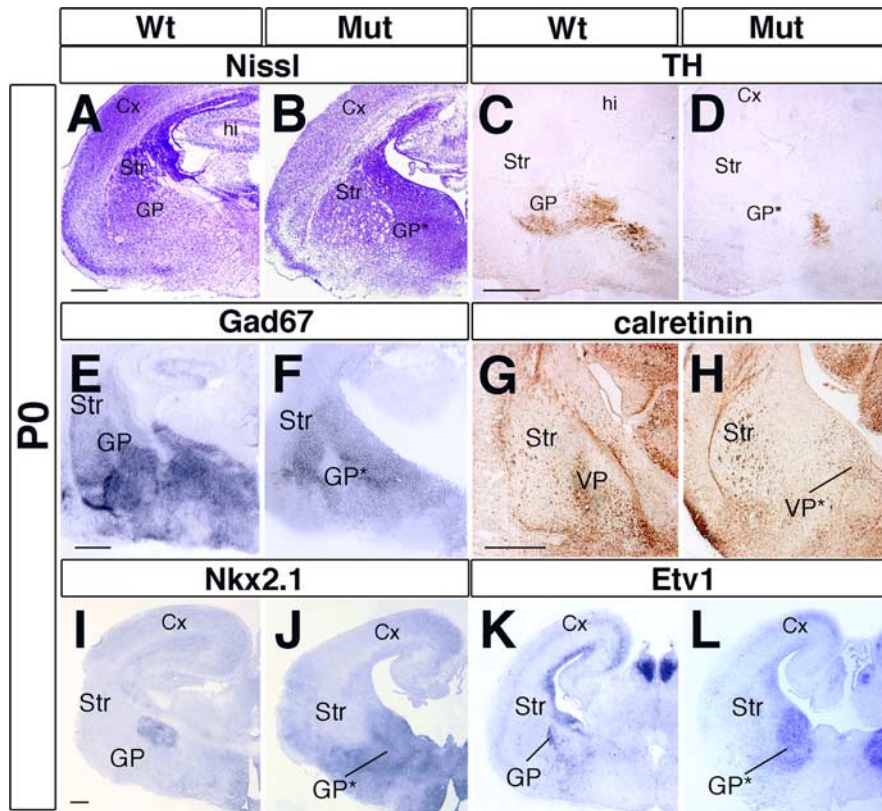 Wt Mut Wt Mut
Nissl TH
A Cx hi Str GP
B Cx Str GP*
C hi Str GP
D Cx Str GP*
P0
Gad67 calretinin
E Str GP
F Str GP*
G Str VP
H Str VP*
Nkx2.1 Etv1
I Cx Str GP
J Cx Str GP*
K Cx Str GP
L Cx Str GP*